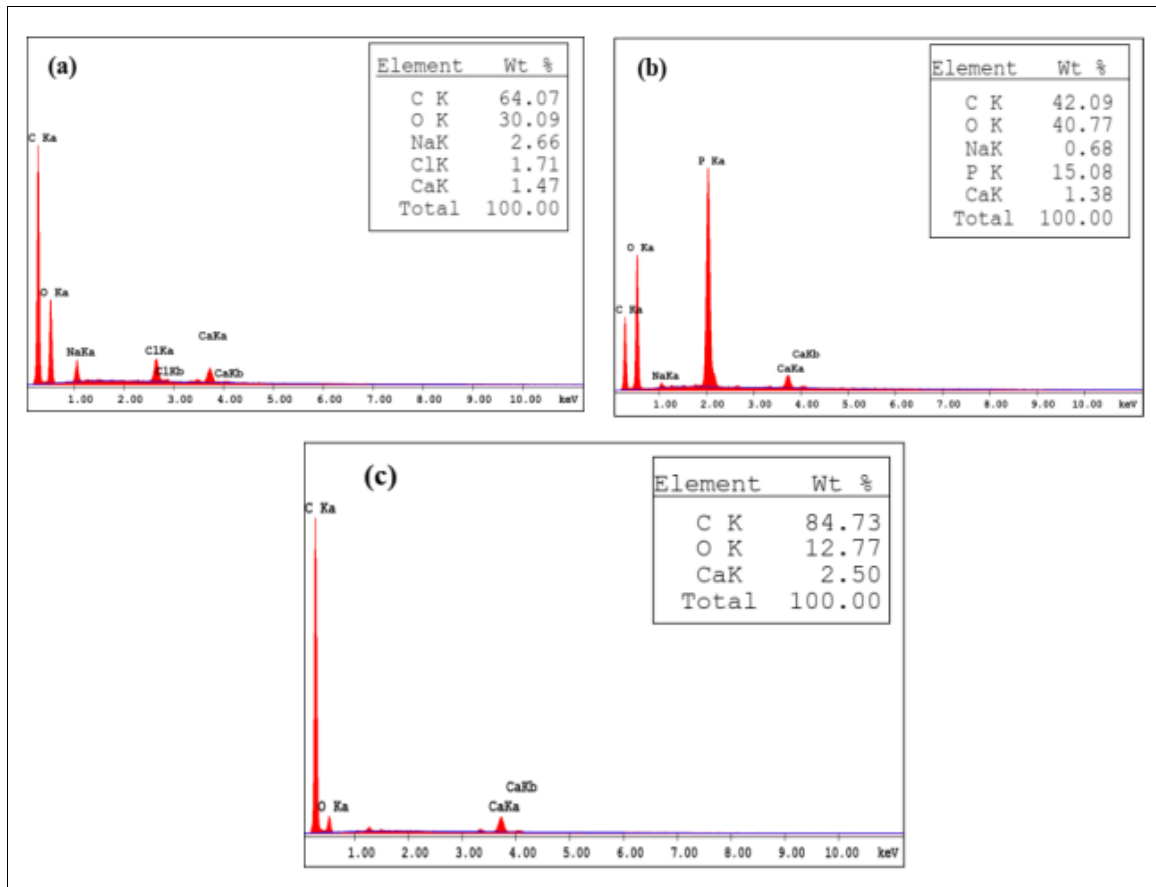 (a)
Element Wt %
C K 64.07
O K 30.09
NaK 2.66
ClK 1.71
CaK 1.47
Total 100.00
C Ka
O Ka
NaKa
ClKa
ClKb
CaKa
CaKb
1.00 2.00 3.00 4.00 5.00 6.00 7.00 8.00 9.00 10.00 keV
(b)
Element Wt %
C K 42.09
O K 40.77
NaK 0.68
P K 15.08
CaK 1.38
Total 100.00
P Ka
O Ka
C Ka
NaKa
CaKb
CaKa
1.00 2.00 3.00 4.00 5.00 6.00 7.00 8.00 9.00 10.00 keV
(c)
Element Wt %
C K 84.73
O K 12.77
CaK 2.50
Total 100.00
C Ka
O Ka
CaKb
CaKa
1.00 2.00 3.00 4.00 5.00 6.00 7.00 8.00 9.00 10.00 keV